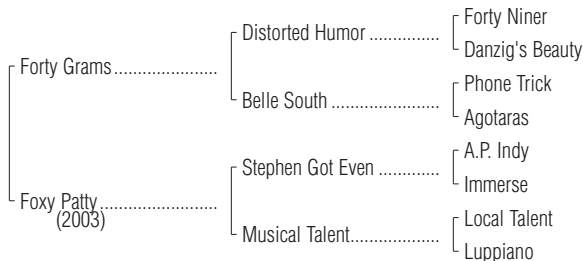 Forty Niner
Distorted Humor ...............
Danzig's Beauty
Forty Grams......................
Phone Trick
Belle South .......................
Agotaras
A.P. Indy
Stephen Got Even ............
Immerse
Foxy Patty.........................
(2003)
Local Talent
Musical Talent...................
Luppiano